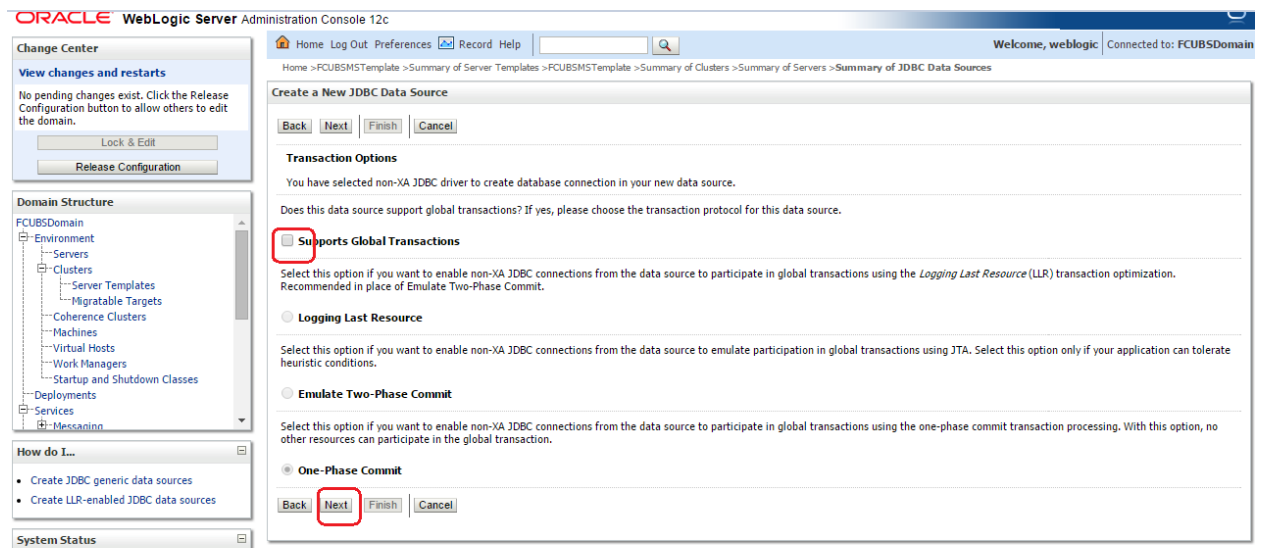 ORACLE WebLogic Server Administration Console 12c
Change Center
View changes and restarts
No pending changes exist. Click the Release
Configuration button to allow others to edit
the domain.
Lock & Edit
Release Configuration
Domain Structure
FCUBSDomain
Environment
Servers
Clusters
Server Templates
Migratable Targets
Coherence Clusters
Machines
Virtual Hosts
Work Managers
Startup and Shutdown Classes
Deployments
Services
Messaging
How do I...
Create JDBC generic data sources
Create LLR-enabled JDBC data sources
System Status
Home Log Out Preferences Record Help
Welcome, weblogic Connected to: FCUBSDomain
Home >FCUBSMSTemplate >Summary of Server Templates >FCUBSMSTemplate >Summary of Clusters >Summary of Servers >Summary of JDBC Data Sources
Create a New JDBC Data Source
Back Next Finish Cancel
Transaction Options
You have selected non-XA JDBC driver to create database connection in your new data source.
Does this data source support global transactions? If yes, please choose the transaction protocol for this data source.
Supports Global Transactions
Select this option if you want to enable non-XA JDBC connections from the data source to participate in global transactions using the Logging Last Resource (LLR) transaction optimization.
Recommended in place of Emulate Two-Phase Commit.
Logging Last Resource
Select this option if you want to enable non-XA JDBC connections from the data source to emulate participation in global transactions using JTA. Select this option only if your application can tolerate
heuristic conditions.
Emulate Two-Phase Commit
Select this option if you want to enable non-XA JDBC connections from the data source to participate in global transactions using the one-phase commit transaction processing. With this option, no
other resources can participate in the global transaction.
One-Phase Commit
Back Next Finish Cancel